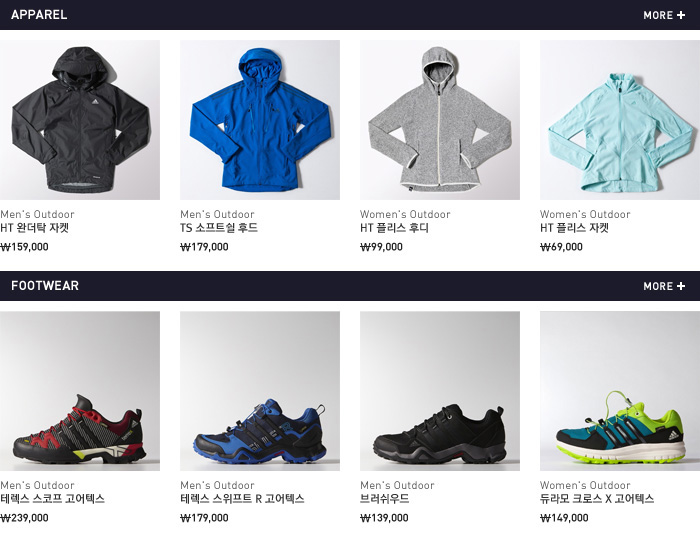 APPAREL
MORE +
Men's Outdoor
HT 완더탁 자켓
₩159,000
Men's Outdoor
TS 소프트쉘 후드
₩179,000
Women's Outdoor
HT 플리스 후디
₩99,000
Women's Outdoor
HT 플리스 자켓
₩69,000
FOOTWEAR
MORE +
Men's Outdoor
테렉스 스코프 고어텍스
₩239,000
Men's Outdoor
테렉스 스위프트 R 고어텍스
₩179,000
Men's Outdoor
브러쉬우드
₩139,000
Women's Outdoor
듀라모 크로스 X 고어텍스
₩149,000